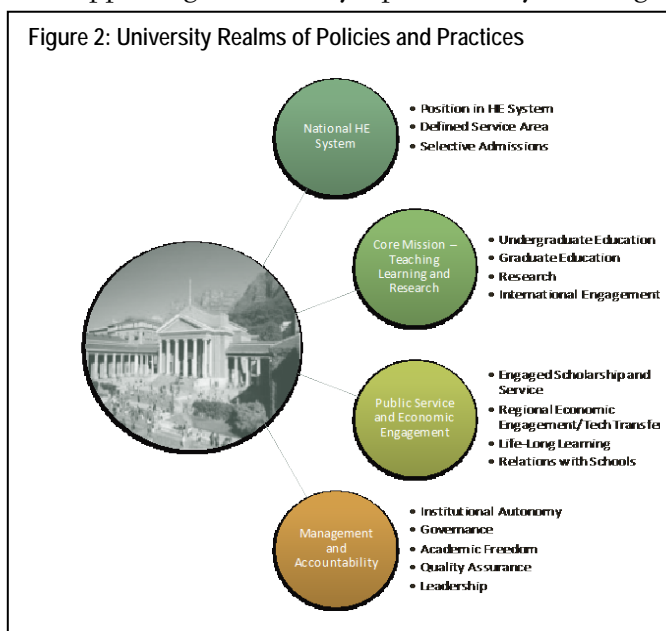 Figure 2: University Realms of Policies and Practices
National HE
System
• Position in HE System
• Defined Service Area
• Selective Admissions
Core Mission –
Teaching
Learning and
Research
• Undergraduate Education
• Graduate Education
• Research
• International Engagement
Public Service
and Economic
Engagement
• Engaged Scholarship and
Service
• Regional Economic
Engagement/Tech Transfer
• Life-Long Learning
• Relations with Schools
Management
and
Accountability
• Institutional Autonomy
• Governance
• Academic Freedom
• Quality Assurance
• Leadership